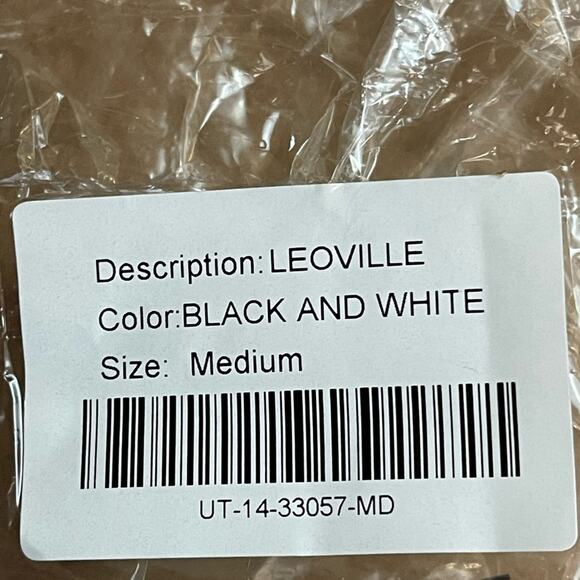 Description: LEOVILLE
Color:BLACK AND WHITE
Size: Medium
UT-14-33057-MD